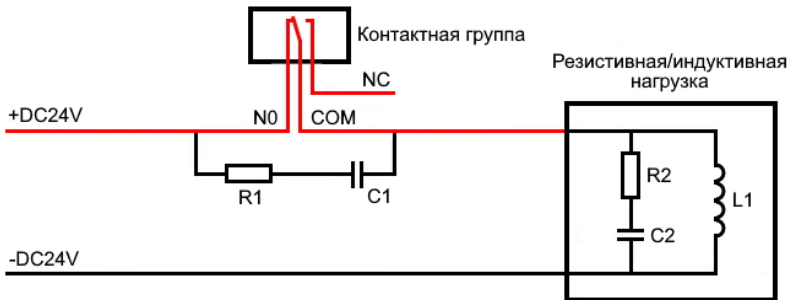 Контактная группа
NC
Резистивная/индуктивная
нагрузка
+DC24V
N0
COM
R1
C1
R2
C2
L1
-DC24V